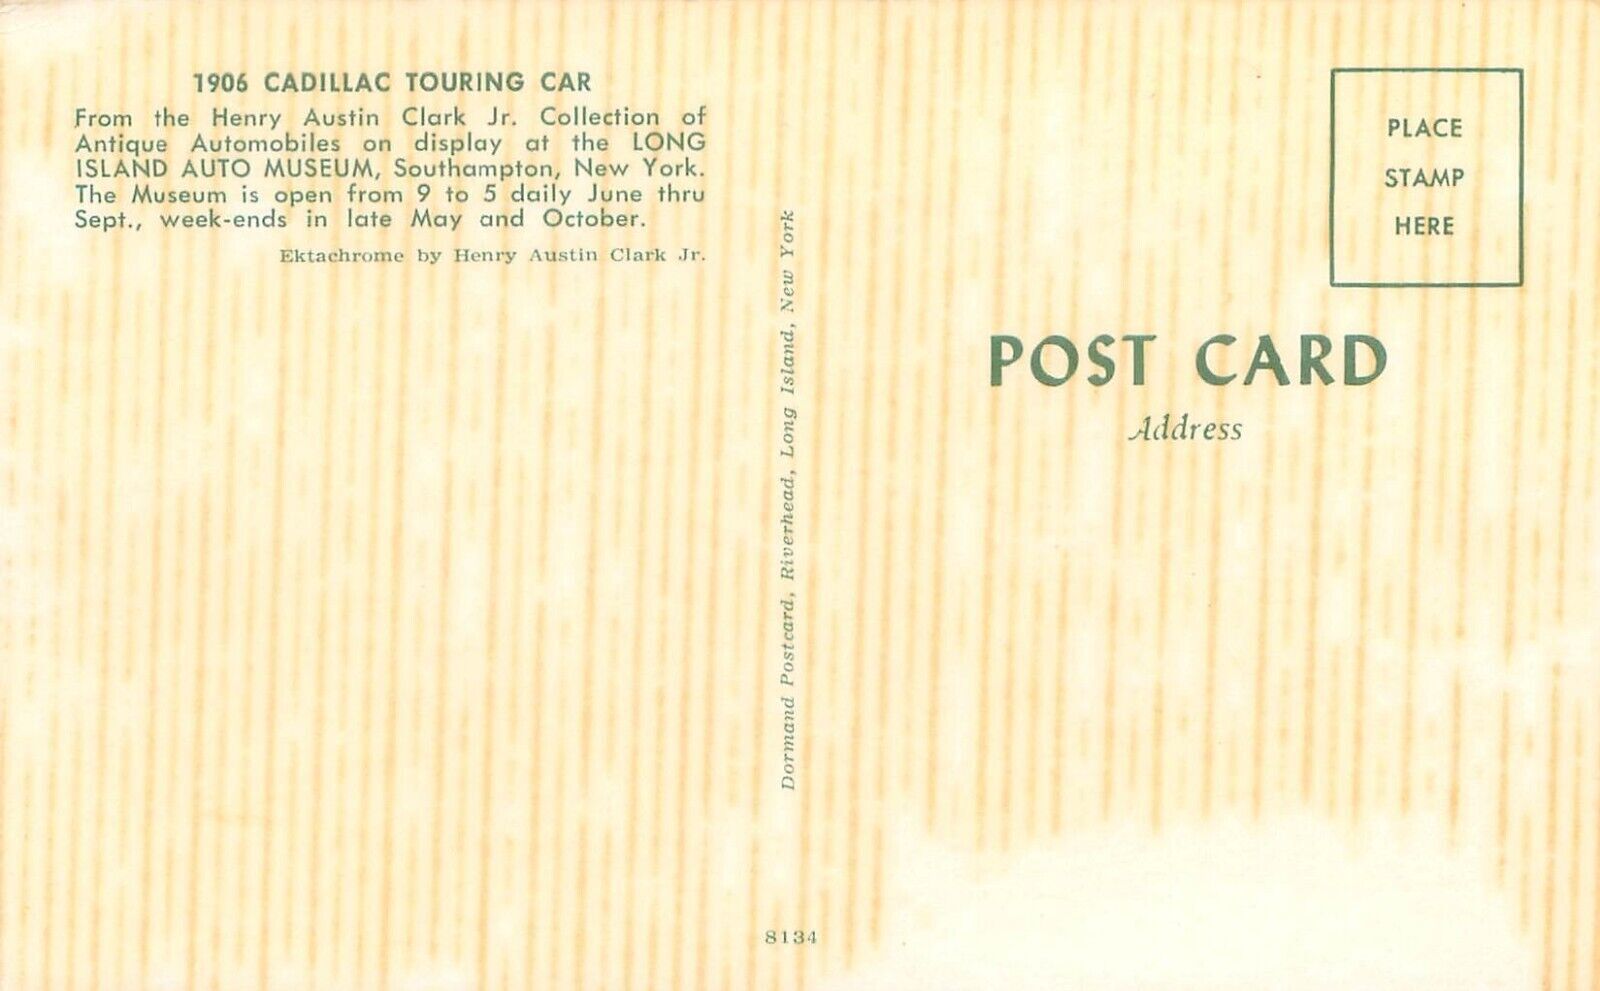 1906 CADILLAC TOURING CAR
From the Henry Austin Clark Jr. Collection of
Antique Automobiles on display at the LONG
ISLAND AUTO MUSEUM, Southampton, New York.
The Museum is open from 9 to 5 daily June thru
Sept., week-ends in late May and October.
Ektachrome by Henry Austin Clark Jr.
Dormand Postcard, Riverhead, Long Island, New York
8134
PLACE
STAMP
HERE
POST CARD
Address